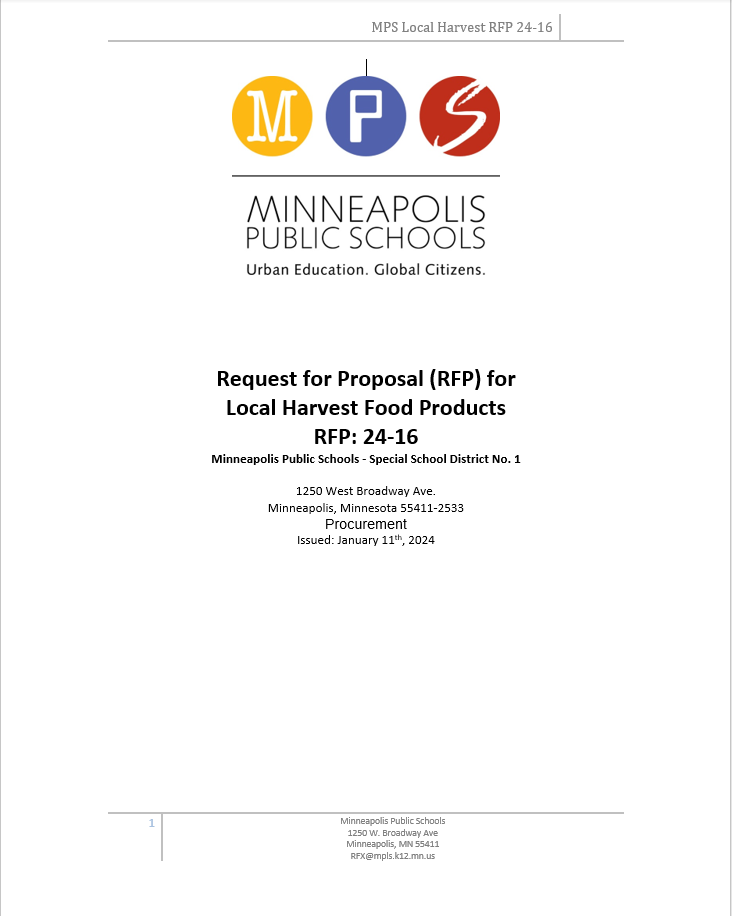 MPS Local Harvest RFP 24-16
M P S
MINNEAPOLIS
PUBLIC SCHOOLS
Urban Education. Global Citizens.
Request for Proposal (RFP) for
Local Harvest Food Products
RFP: 24-16
Minneapolis Public Schools - Special School District No. 1
1250 West Broadway Ave.
Minneapolis, Minnesota 55411-2533
Procurement
Issued: January 11th, 2024
1
Minneapolis Public Schools
1250 W. Broadway Ave
Minneapolis, MN 55411
RFX@mpls.k12.mn.us